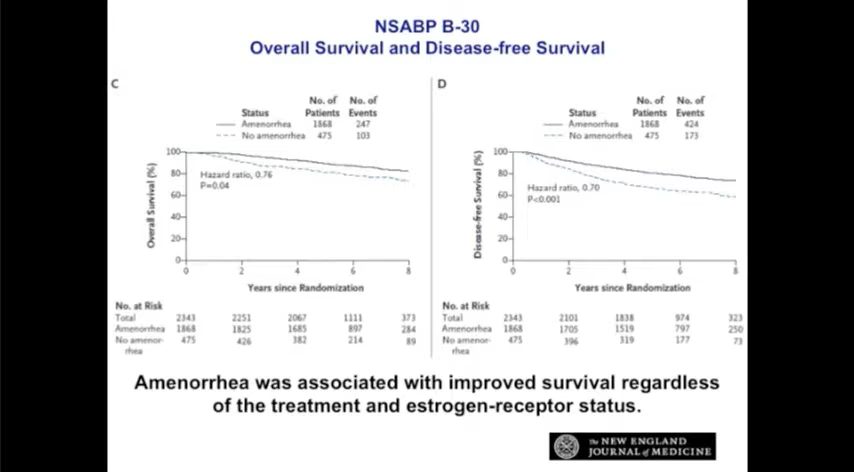 NSABP B-30
Overall Survival and Disease-free Survival
C
Status No. of Patients No. of Events
Amenorrhea 1868 247
No amenorrhea 475 103
Overall Survival (%)
100
80
60
40
20
0
Hazard ratio, 0.76
P=0.04
0 2 4 6 8
Years since Randomization
No. at Risk
Total 2343 2251 2067 1111 373
Amenorrhea 1868 1825 1685 897 284
No amenor- 475 426 382 214 89
rhea
D
Status No. of Patients No. of Events
Amenorrhea 1868 424
No amenorrhea 475 173
Disease-free Survival (%)
100
80
60
40
20
0
Hazard ratio, 0.70
P<0.001
0 2 4 6 8
Years since Randomization
No. at Risk
Total 2343 2101 1838 974 323
Amenorrhea 1868 1705 1519 797 250
No amenor- 475 396 319 177 73
rhea
Amenorrhea was associated with improved survival regardless
of the treatment and estrogen-receptor status.
The NEW ENGLAND
JOURNAL of MEDICINE